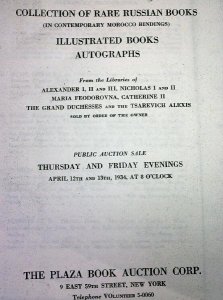 COLLECTION OF RARE RUSSIAN BOOKS
(IN CONTEMPORARY MOROCCO BINDINGS)
ILLUSTRATED BOOKS
AUTOGRAPHS
From the Libraries of
ALEXANDER I, II AND III, NICHOLAS I AND II
MARIA FEODOROVNA, CATHERINE II
THE GRAND DUCHESSES AND THE TSAREVICH ALEXIS
SOLD BY ORDER OF THE OWNER
PUBLIC AUCTION SALE
THURSDAY AND FRIDAY EVENINGS
APRIL 12TH AND 13TH, 1934, AT 8 O'CLOCK
THE PLAZA BOOK AUCTION CORP.
9 EAST 59TH STREET, NEW YORK
Telephone VOLUNTEER 5-0060